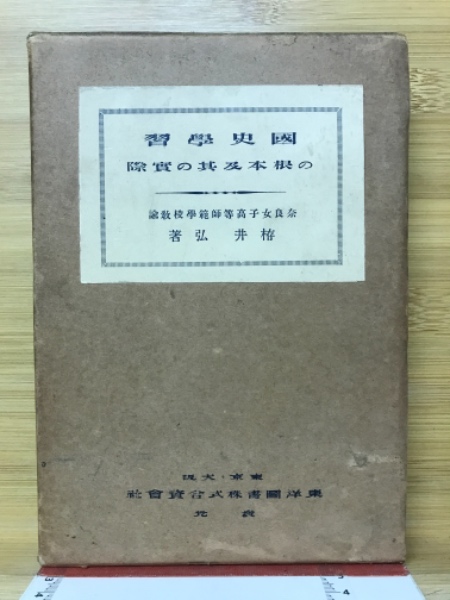 國史學習
の根本及其の實際
奈良女子高等師範學校教諭
椿井弘著
東京・大阪
東洋圖書株式合資會社
發兌